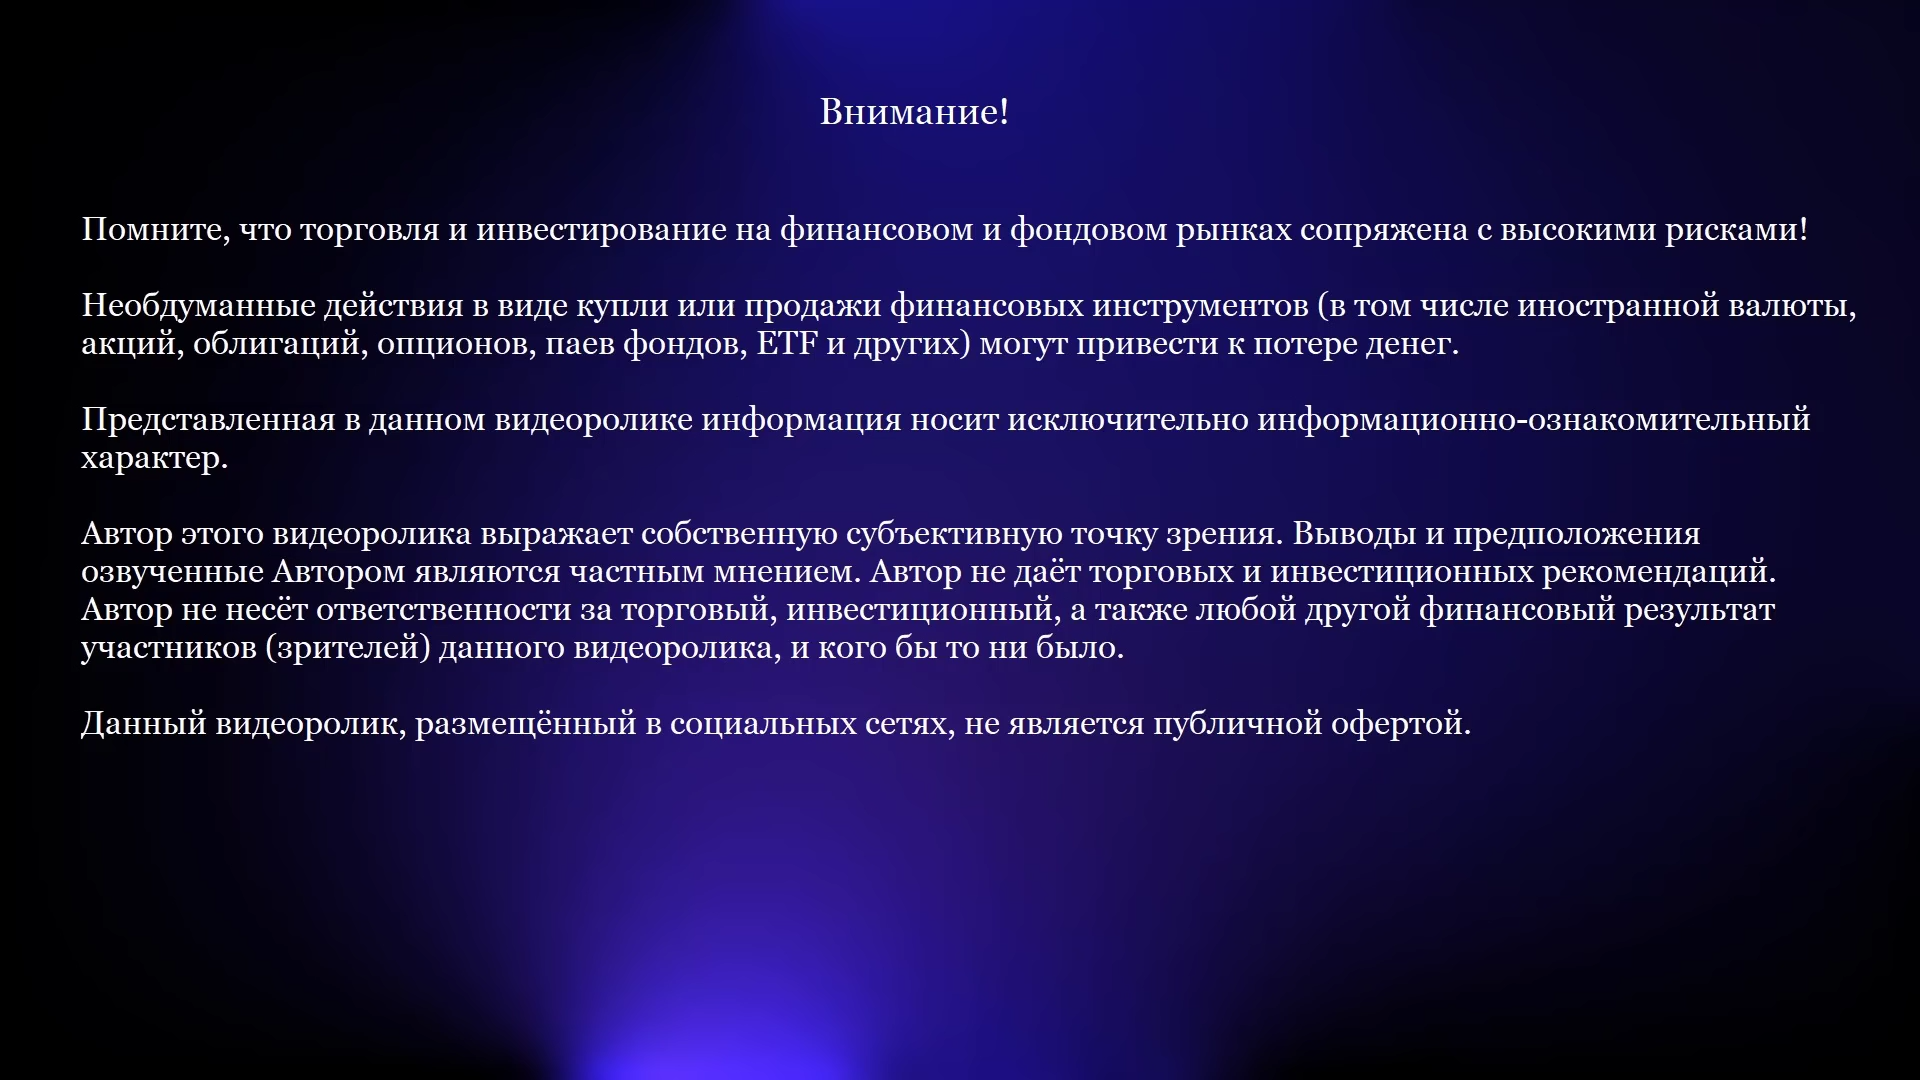 Внимание!
Помните, что торговля и инвестирование на финансовом и фондовом рынках сопряжена с высокими рисками!
Необдуманные действия в виде купли или продажи финансовых инструментов (в том числе иностранной валюты,
акций, облигаций, опционов, паев фондов, ETF и других) могут привести к потере денег.
Представленная в данном видеоролике информация носит исключительно информационно-ознакомительный
характер.
Автор этого видеоролика выражает собственную субъективную точку зрения. Выводы и предположения
озвученные Автором являются частным мнением. Автор не даёт торговых и инвестиционных рекомендаций.
Автор не несёт ответственности за торговый, инвестиционный, а также любой другой финансовый результат
участников (зрителей) данного видеоролика, и кого бы то ни было.
Данный видеоролик, размещённый в социальных сетях, не является публичной офертой.